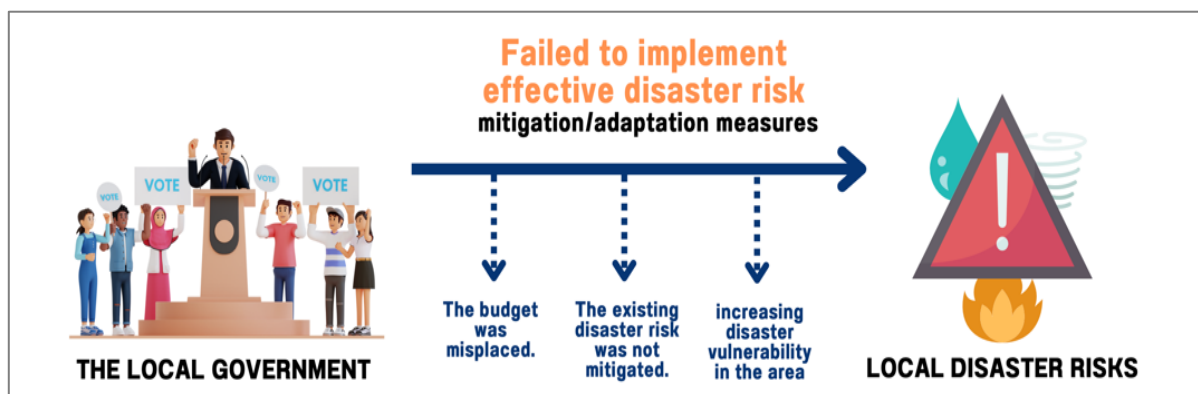 Failed to implement
effective disaster risk
mitigation/adaptation measures
VOTE
VOTE
VOTE
VOTE
The budget
was
misplaced.
The existing
disaster risk
was not
mitigated.
increasing
disaster
vulnerability
in the area
THE LOCAL GOVERNMENT
LOCAL DISASTER RISKS
!